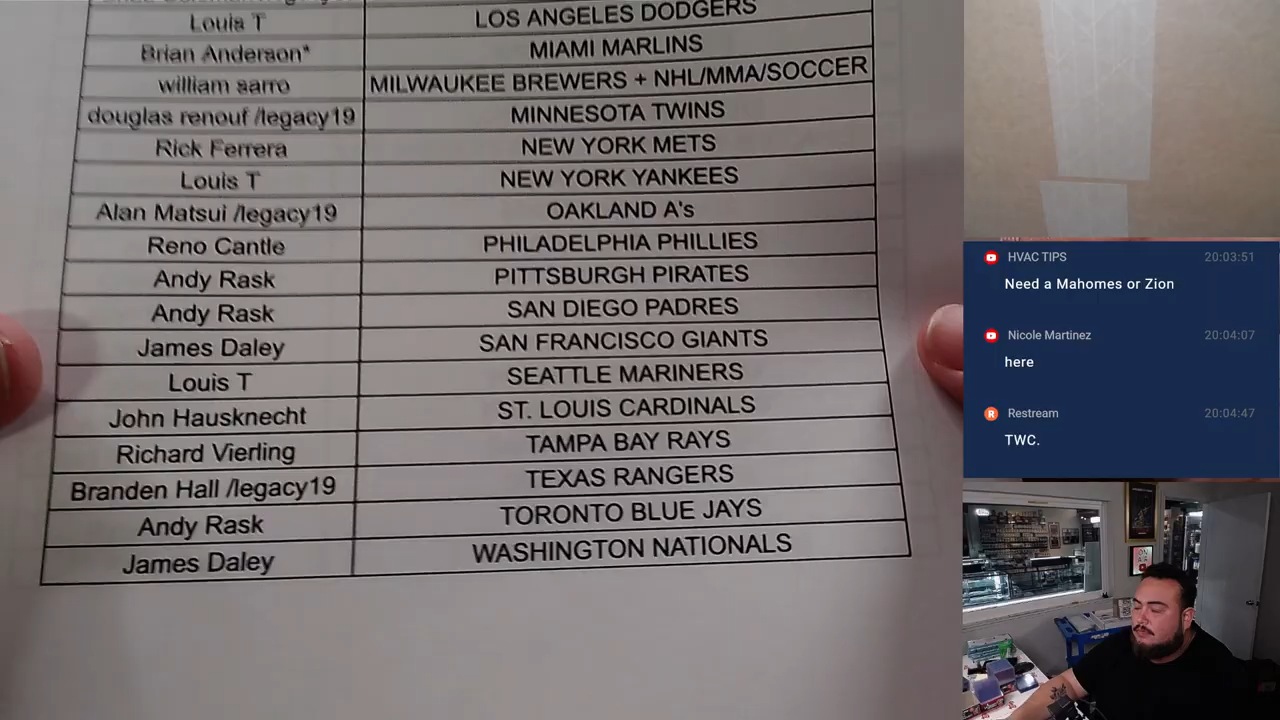 Louis T LOS ANGELES DODGERS
Brian Anderson* MIAMI MARLINS
william sarro MILWAUKEE BREWERS + NHL/MMA/SOCCER
douglas renouf /legacy19 MINNESOTA TWINS
Rick Ferrera NEW YORK METS
Louis T NEW YORK YANKEES
Alan Matsui /legacy19 OAKLAND A's
Reno Cantle PHILADELPHIA PHILLIES
Andy Rask PITTSBURGH PIRATES
Andy Rask SAN DIEGO PADRES
James Daley SAN FRANCISCO GIANTS
Louis T SEATTLE MARINERS
John Hausknecht ST. LOUIS CARDINALS
Richard Vierling TAMPA BAY RAYS
Branden Hall /legacy19 TEXAS RANGERS
Andy Rask TORONTO BLUE JAYS
James Daley WASHINGTON NATIONALS
HVAC TIPS 20:03:51
Need a Mahomes or Zion
Nicole Martinez 20:04:07
here
Restream 20:04:47
TWC.